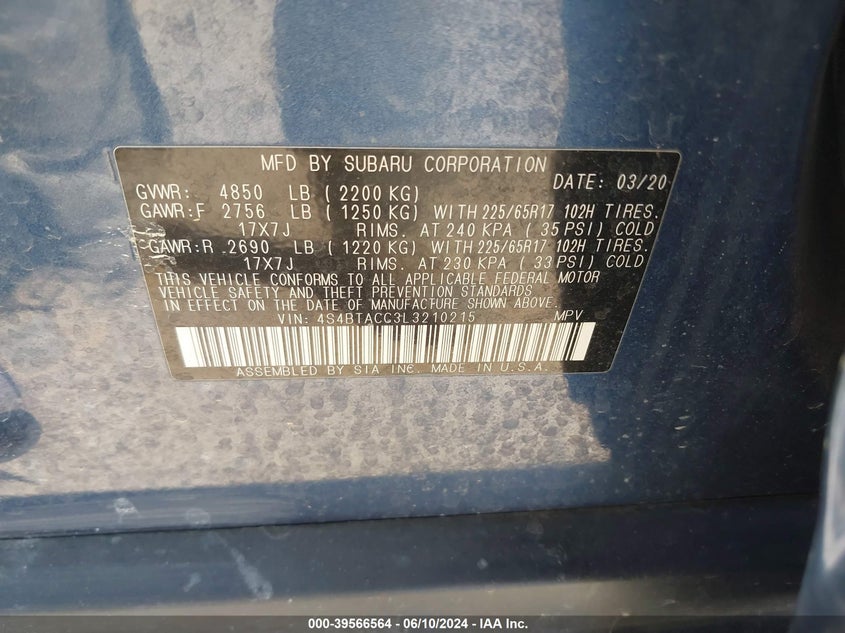 MFD BY SUBARU CORPORATION
DATE: 03/20
GVWR: 4850 LB ( 2200 KG)
GAWR:F 2756 LB ( 1250 KG) WITH 225/65R17 102H TIRES.
17X7J RIMS. AT 240 KPA ( 35 PSI) COLD
GAWR:R .2690 LB ( 1220 KG) WITH 225/65R17 102H TIRES.
17X7J RIMS. AT 230 KPA ( 33 PSI) COLD
THIS VEHICLE CONFORMS TO ALL APPLICABLE FEDERAL MOTOR
VEHICLE SAFETY AND THEFT PREVENTION STANDARDS
IN EFFECT ON THE DATE OF MANUFACTURE SHOWN ABOVE.
VIN: 4S4BTACC3L3210215 MPV
ASSEMBLED BY SIA INC. MADE IN U.S.A.
000-39566564 - 06/10/2024 - IAA Inc.